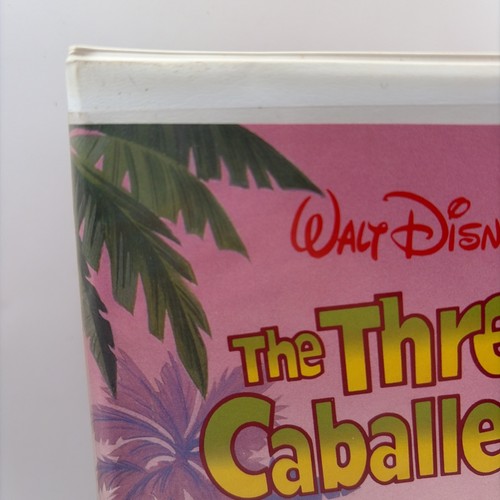 Walt Disn
The Thre
Caballe